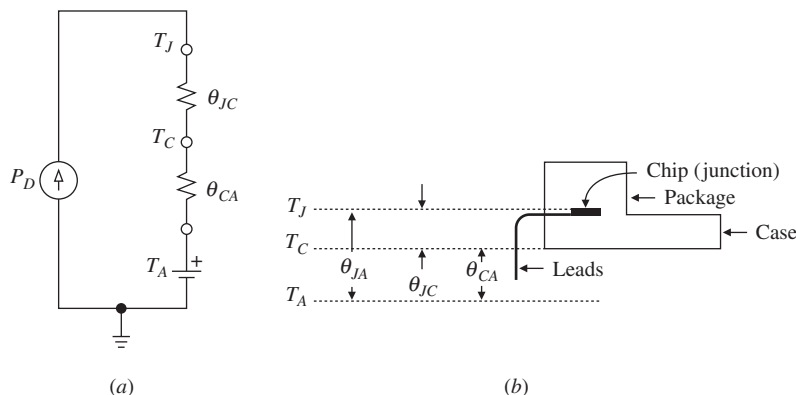 T_J
θ_JC
T_C
P_D
θ_CA
T_A +
(a)
Chip (junction)
Package
T_J
Case
T_C
θ_JA
θ_JC
θ_CA
Leads
T_A
(b)